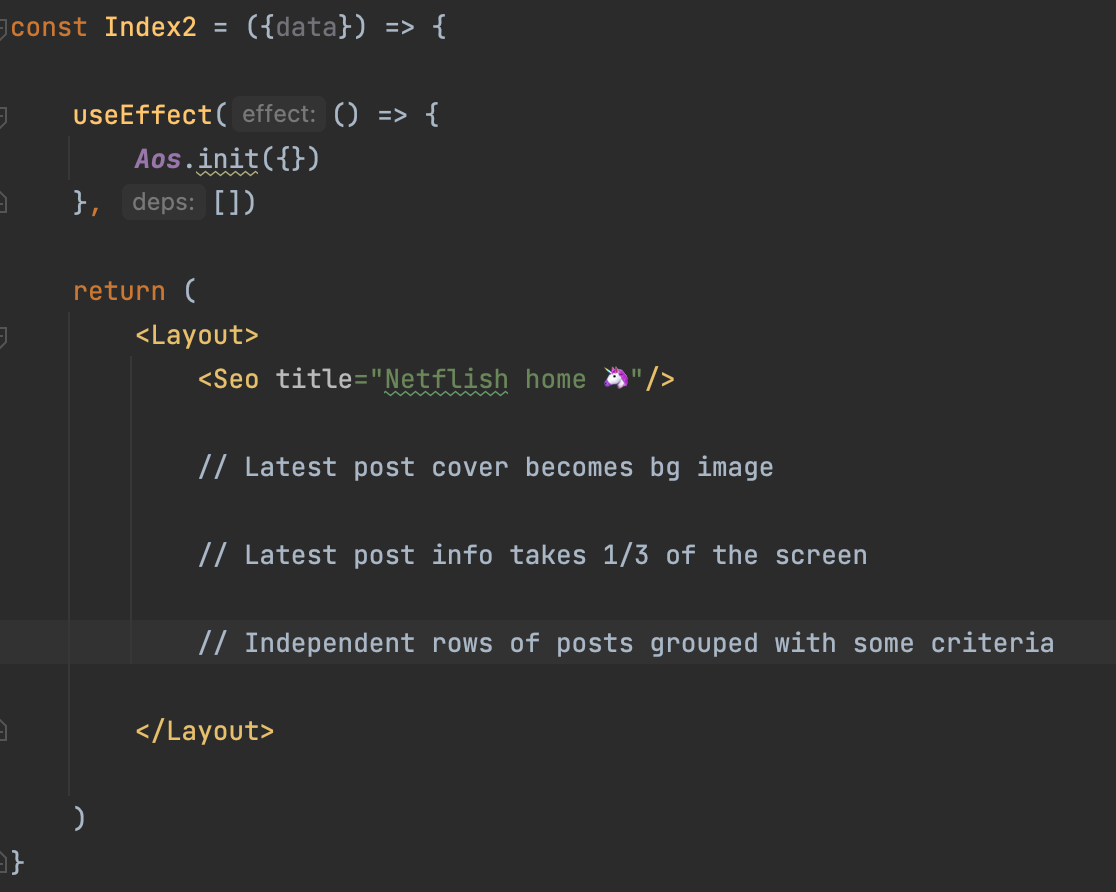 const Index2 = ({data}) => {
useEffect( effect: () => {
Aos.init({})
}, deps: [])
return (
<Layout>
<Seo title="Netflish home 🦄"/>
// Latest post cover becomes bg image
// Latest post info takes 1/3 of the screen
// Independent rows of posts grouped with some criteria
</Layout>
)
}